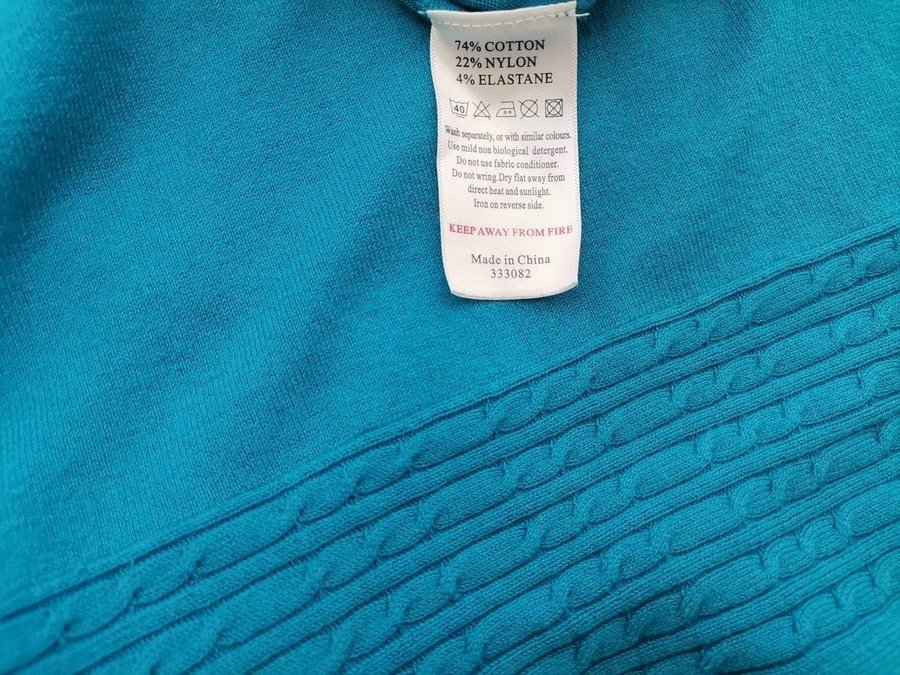 74% COTTON
22% NYLON
4% ELASTANE
40
Wash separately, or with similar colours.
Use mild non biological detergent.
Do not use fabric conditioner.
Do not wring.Dry flat away from
direct heat and sunlight.
Iron on reverse side.
KEEP AWAY FROM FIRE
Made in China
333082